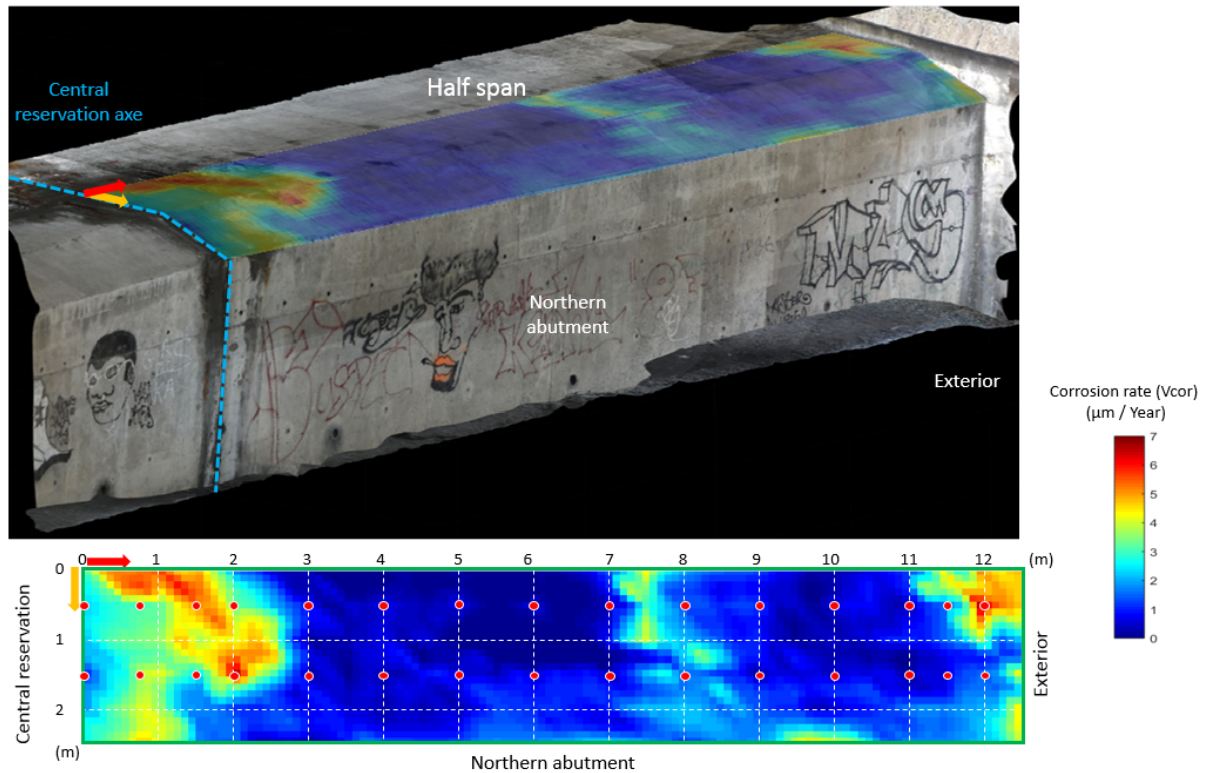 Central
reservation axe
Half span
Northern
abutment
Exterior
Corrosion rate (Vcor)
(µm / Year)
7
6
5
4
3
2
1
0
0 1 2 3 4 5 6 7 8 9 10 11 12 (m)
0
1
2
(m)
Central reservation
Exterior
Northern abutment